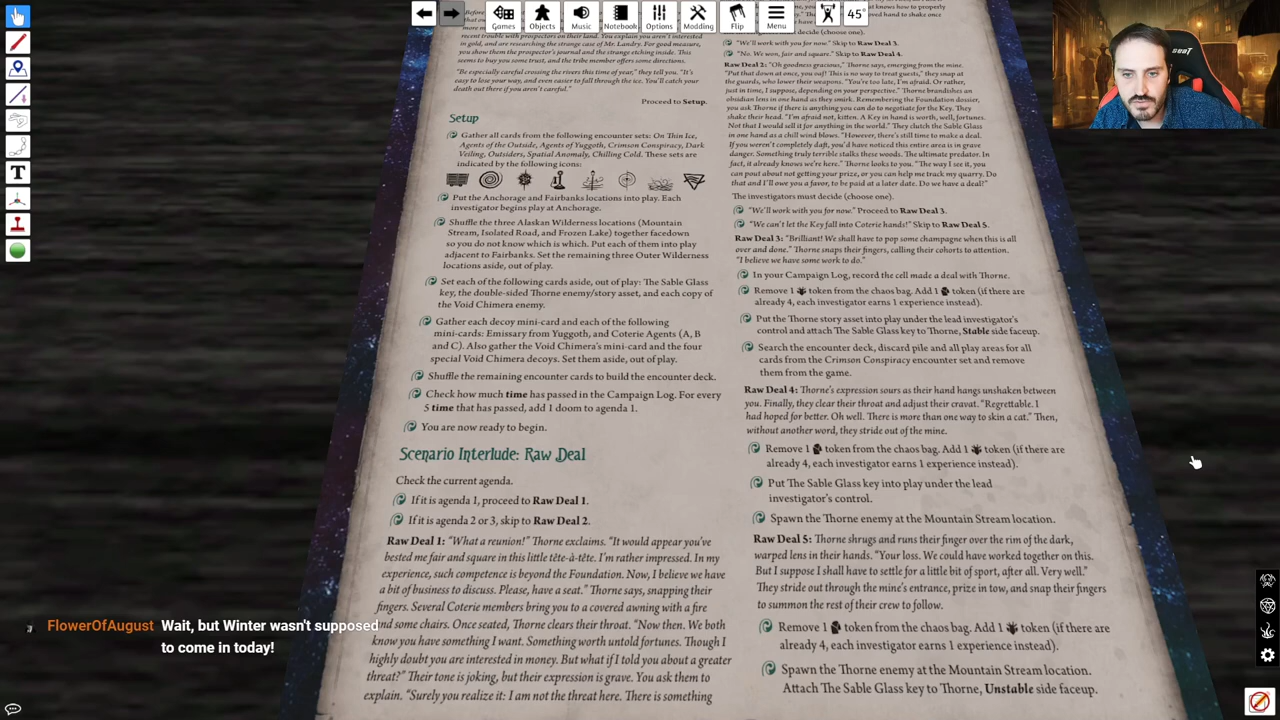 Games
Objects
Music
Notebook
Options
Modding
Flip
Menu
45°
recent trouble with prospectors on their land. You explain you aren't interested
in gold, and are researching the strange case of Mr. Landry. For good measure,
you show them the prospector's journal and the strange etching inside. This
seems to buy you some trust, and the tribe member offers some directions.
"Be especially careful crossing the rivers this time of year," they tell you. "It's
easy to lose your way, and even easier to fall through the ice. You'll catch your
death out there if you aren't careful."
Proceed to Setup.
Setup
Gather all cards from the following encounter sets: On Thin Ice,
Agents of the Outside, Agents of Yuggoth, Crimson Conspiracy, Dark
Veiling, Outsiders, Spatial Anomaly, Chilling Cold. These sets are
indicated by the following icons:
Put the Anchorage and Fairbanks locations into play. Each
investigator begins play at Anchorage.
Shuffle the three Alaskan Wilderness locations (Mountain
Stream, Isolated Road, and Frozen Lake) together facedown
so you do not know which is which. Put each of them into play
adjacent to Fairbanks. Set the remaining three Outer Wilderness
locations aside, out of play.
Set each of the following cards aside, out of play: The Sable Glass
key, the double-sided Thorne enemy/story asset, and each copy of
the Void Chimera enemy.
Gather each decoy mini-card and each of the following
mini-cards: Emissary from Yuggoth, and Coterie Agents (A, B
and C). Also gather the Void Chimera's mini-card and the four
special Void Chimera decoys. Set them aside, out of play.
Shuffle the remaining encounter cards to build the encounter deck.
Check how much time has passed in the Campaign Log. For every
5 time that has passed, add 1 doom to agenda 1.
You are now ready to begin.
Scenario Interlude: Raw Deal
Check the current agenda.
If it is agenda 1, proceed to Raw Deal 1.
If it is agenda 2 or 3, skip to Raw Deal 2.
Raw Deal 1: "What a reunion!" Thorne exclaims. "It would appear you've
bested me fair and square in this little tête-à-tête. I'm rather impressed. In my
experience, such competence is beyond the Foundation. Now, I believe we have
a bit of business to discuss. Please, have a seat." Thorne says, snapping their
fingers. Several Coterie members bring you to a covered awning with a fire
and some chairs. Once seated, Thorne clears their throat. "Now then. We both
know you have something I want. Something worth untold fortunes. Though I
highly doubt you are interested in money. But what if I told you about a greater
threat?" Their tone is joking, but their expression is grave. You ask them to
explain. "Surely you realize it: I am not the threat here. There is something
"We'll work with you for now." Skip to Raw Deal 3.
"No. We won, fair and square." Skip to Raw Deal 4.
Raw Deal 2: "Oh goodness gracious," Thorne says, emerging from the mine.
"Put that down at once, you oaf! This is no way to treat guests," they snap at
the guards, who lower their weapons. "You're too late, I'm afraid. Or rather,
just in time, I suppose, depending on your perspective." Thorne brandishes an
obsidian lens in one hand as they smirk. Remembering the Foundation dossier,
you ask Thorne if there is anything you can do to negotiate for the Key. They
shake their head. "I'm afraid not, kitten. A Key in hand is worth, well, fortunes.
Not that I would sell it for anything in the world." They clutch the Sable Glass
in one hand as a chill wind blows. "However, there's still time to make a deal.
If you weren't completely daft, you'd have noticed this entire area is in grave
danger. Something truly terrible stalks these woods. The ultimate predator. In
fact, it already knows we're here." Thorne looks to you. "The way I see it, you
can pout about not getting your prize, or you can help me track my quarry. Do
that and I'll owe you a favor, to be paid at a later date. Do we have a deal?"
The investigators must decide (choose one).
"We'll work with you for now." Proceed to Raw Deal 3.
"We can't let the Key fall into Coterie hands!" Skip to Raw Deal 5.
Raw Deal 3: "Brilliant! We shall have to pop some champagne when this is all
over and done." Thorne snaps their fingers, calling their cohorts to attention.
"I believe we have some work to do."
In your Campaign Log, record the cell made a deal with Thorne.
Remove 1 token from the chaos bag. Add 1 token (if there are
already 4, each investigator earns 1 experience instead).
Put the Thorne story asset into play under the lead investigator's
control and attach The Sable Glass key to Thorne, Stable side faceup.
Search the encounter deck, discard pile and all play areas for all
cards from the Crimson Conspiracy encounter set and remove
them from the game.
Raw Deal 4: Thorne's expression sours as their hand hangs unshaken between
you. Finally, they clear their throat and adjust their cravat. "Regrettable. I
had hoped for better. Oh well. There is more than one way to skin a cat." Then,
without another word, they stride out of the mine.
Remove 1 token from the chaos bag. Add 1 token (if there are
already 4, each investigator earns 1 experience instead).
Put The Sable Glass key into play under the lead
investigator's control.
Spawn the Thorne enemy at the Mountain Stream location.
Raw Deal 5: Thorne shrugs and runs their finger over the rim of the dark,
warped lens in their hands. "Your loss. We could have worked together on this.
But I suppose I shall have to settle for a little bit of sport, after all. Very well."
They stride out through the mine's entrance, prize in tow, and snap their fingers
to summon the rest of their crew to follow.
Remove 1 token from the chaos bag. Add 1 token (if there are
already 4, each investigator earns 1 experience instead).
Spawn the Thorne enemy at the Mountain Stream location.
Attach The Sable Glass key to Thorne, Unstable side faceup.
FlowerOfAugust Wait, but Winter wasn't supposed
to come in today!
T